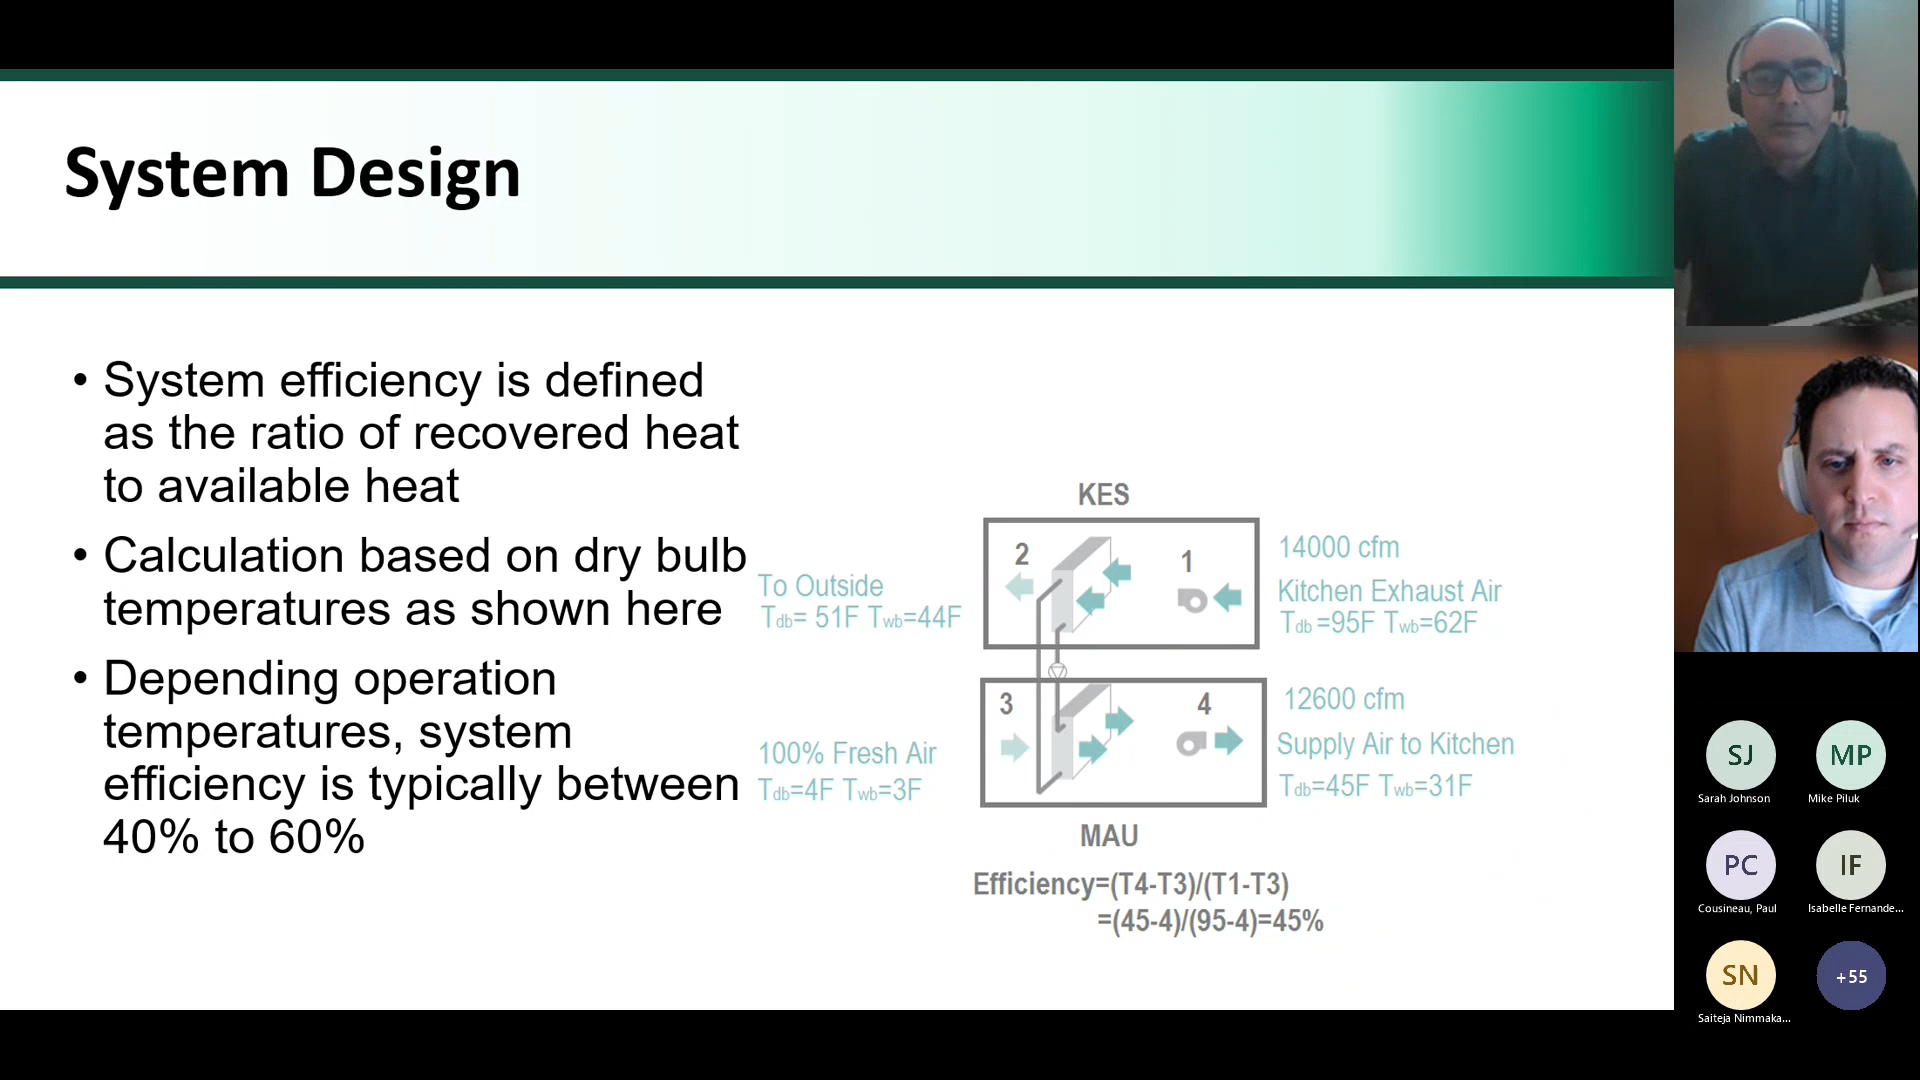 System Design
• System efficiency is defined
as the ratio of recovered heat
to available heat
• Calculation based on dry bulb
temperatures as shown here
• Depending operation
temperatures, system
efficiency is typically between
40% to 60%
KES
2
1
14000 cfm
Kitchen Exhaust Air
Tdb =95F Twb=62F
To Outside
Tdb= 51F Twb=44F
3
4
12600 cfm
Supply Air to Kitchen
Tdb=45F Twb=31F
100% Fresh Air
Tdb=4F Twb=3F
MAU
Efficiency=(T4-T3)/(T1-T3)
=(45-4)/(95-4)=45%
SJ
Sarah Johnson
MP
Mike Piluk
PC
Cousineau, Paul
IF
Isabelle Fernande...
SN
Saiteja Nimmaka...
+55